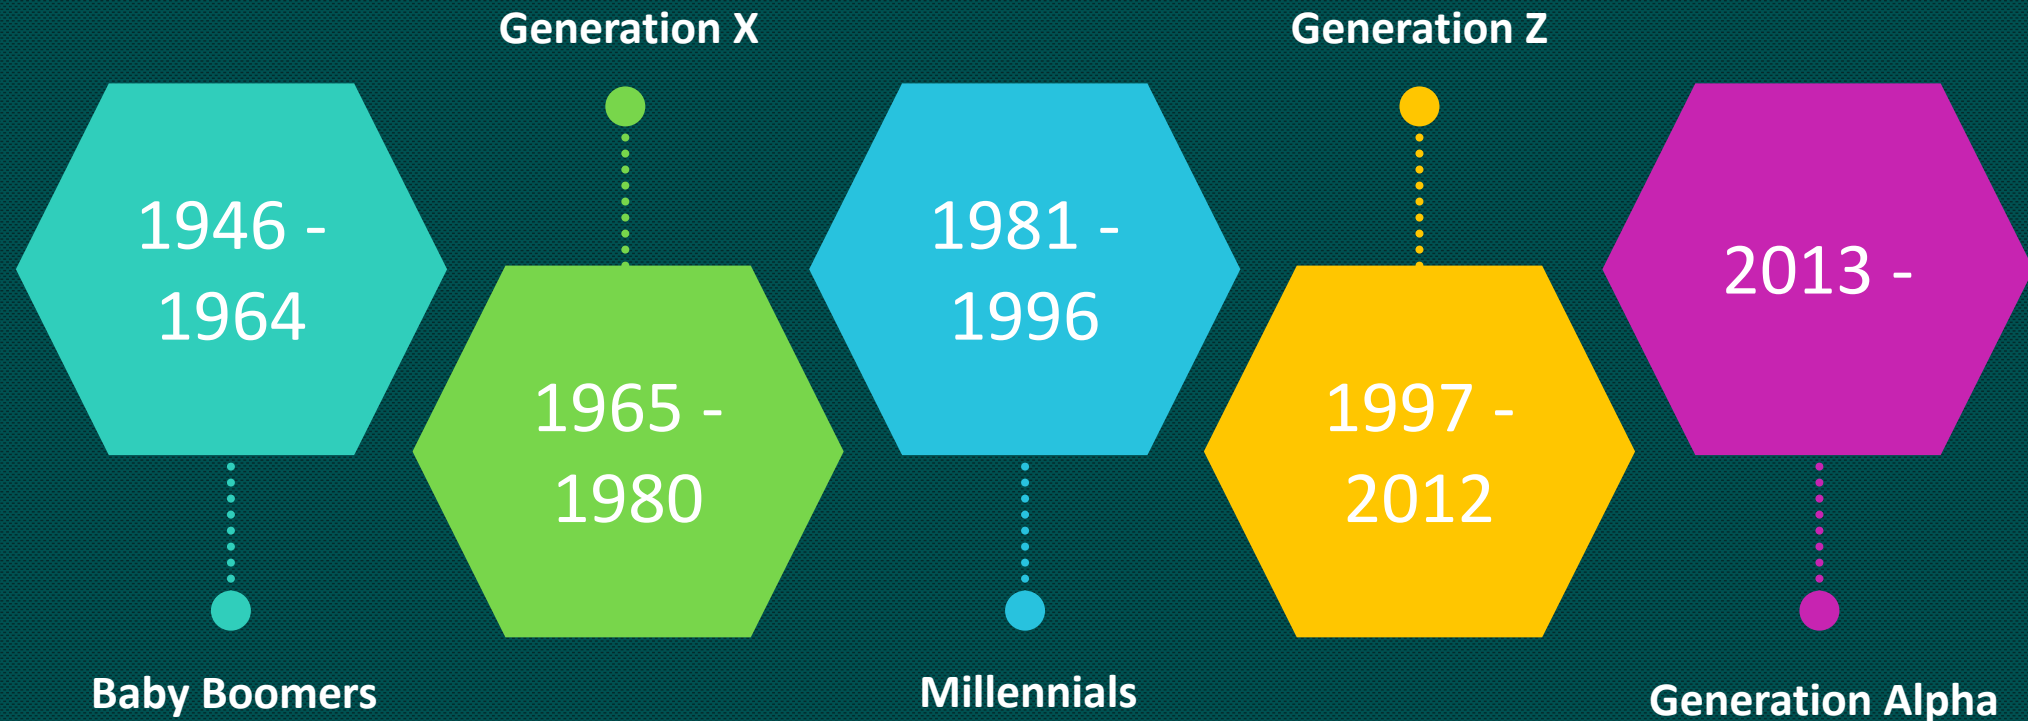 Generation X
Generation Z
1946 -
1964
1981 -
1996
2013 -
1965 -
1980
1997 -
2012
Baby Boomers
Millennials
Generation Alpha